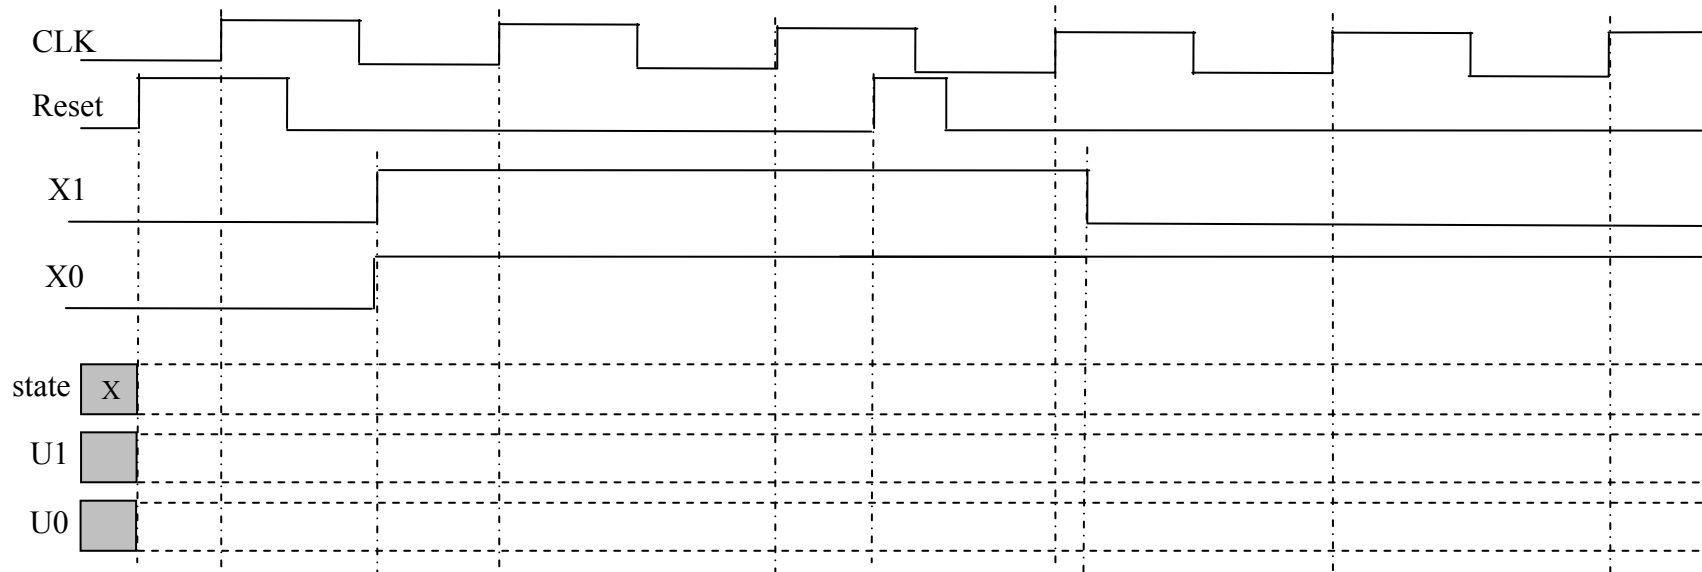 CLK
Reset
X1
X0
state X
U1
U0